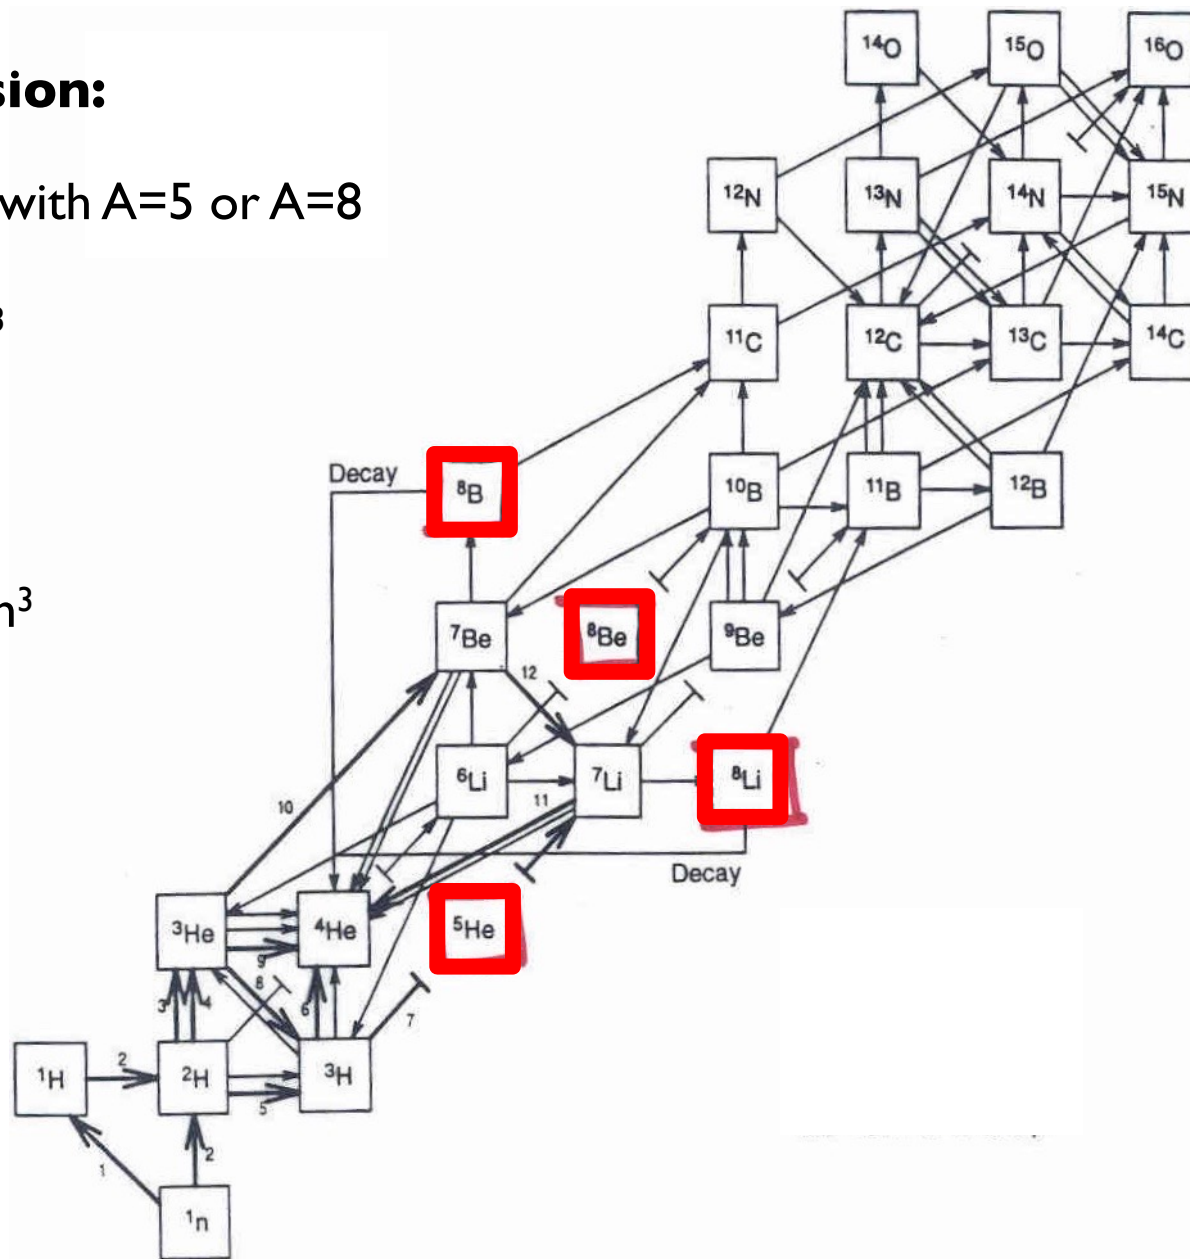 sion:
with A=5 or A=8
3
n³
¹⁴O
¹⁵O
¹⁶O
¹²N
¹³N
¹⁴N
¹⁵N
¹¹C
¹²C
¹³C
¹⁴C
Decay
⁸B
¹⁰B
¹¹B
¹²B
⁷Be
⁸Be
⁹Be
12
⁶Li
⁷Li
⁸Li
11
10
Decay
³He
⁴He
⁵He
9
8
3
4
6
7
¹H
2
²H
³H
5
1
2
¹n